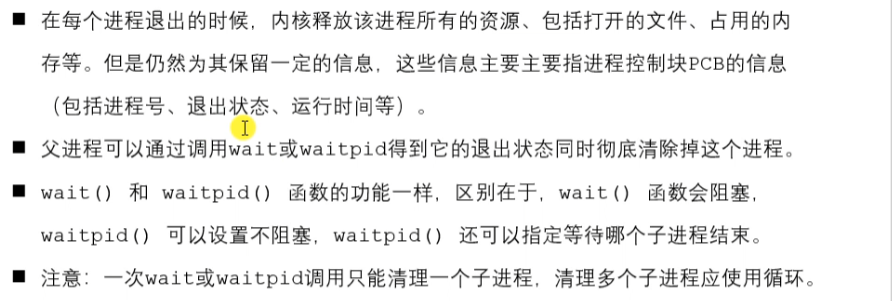 ■ 在每个进程退出的时候，内核释放该进程所有的资源、包括打开的文件、占用的内
存等。但是仍然为其保留一定的信息，这些信息主要主要指进程控制块PCB的信息
（包括进程号、退出状态、运行时间等）。
■ 父进程可以通过调用wait或waitpid得到它的退出状态同时彻底清除掉这个进程。
■ wait() 和 waitpid() 函数的功能一样，区别在于，wait() 函数会阻塞，
waitpid() 可以设置不阻塞，waitpid() 还可以指定等待哪个子进程结束。
■ 注意：一次wait或waitpid调用只能清理一个子进程，清理多个子进程应使用循环。